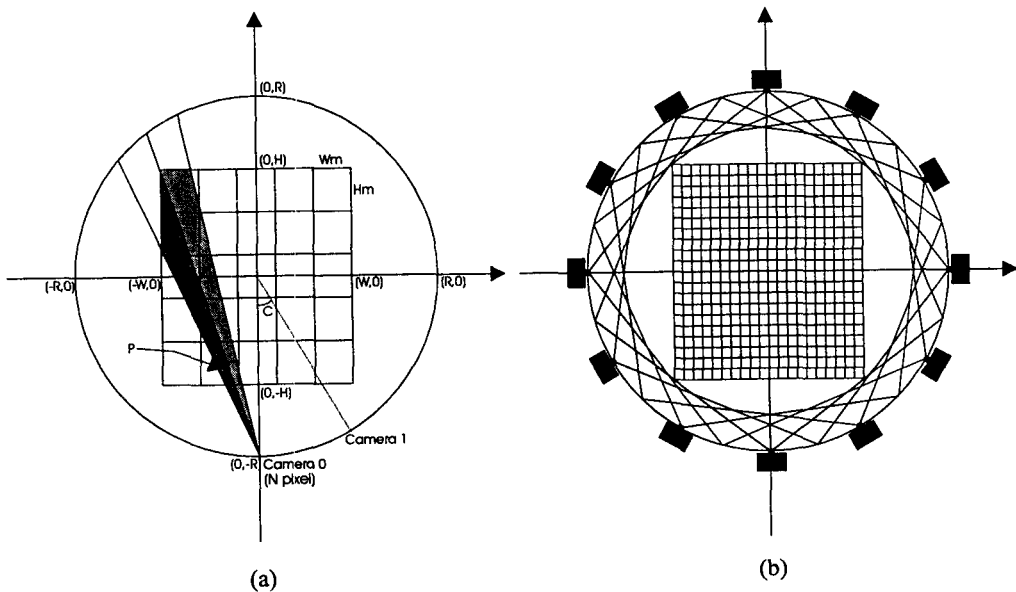 (0,R)
(0,H)
Wm
Hm
(-R,0)
(-W,0)
(W,0)
(R,0)
C
P
(0,-H)
Camera 1
(0,-R)
Camera 0
(N pixel)
(a)
(b)